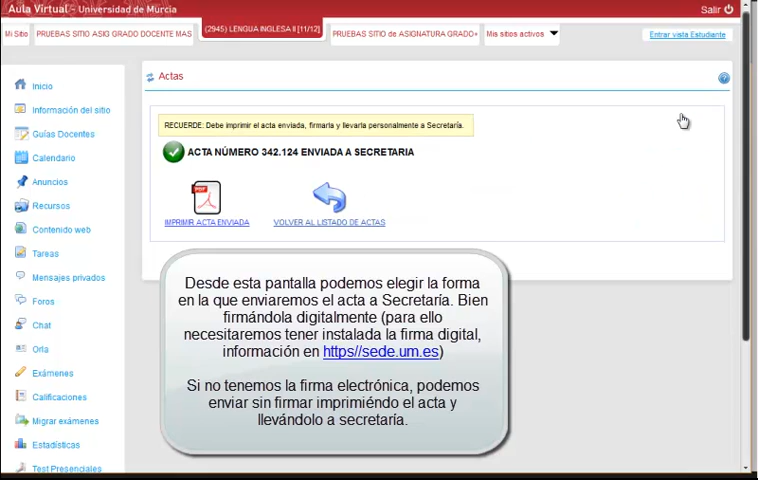 Aula Virtual - Universidad de Murcia
Salir
Mi Sitio
PRUEBAS SITIO ASIG GRADO DOCENTE MAS
(2945) LENGUA INGLESA II [11/12]
PRUEBAS SITIO de ASIGNATURA GRADO+
Mis sitios activos
Entrar vista Estudiante
Inicio
Información del sitio
Guías Docentes
Calendario
Anuncios
Recursos
Contenido web
Tareas
Mensajes privados
Foros
Chat
Orla
Exámenes
Calificaciones
Migrar exámenes
Estadísticas
Test Presenciales
Actas
RECUERDE: Debe imprimir el acta enviada, firmarla y llevarla personalmente a Secretaría.
ACTA NÚMERO 342.124 ENVIADA A SECRETARIA
PDF
IMPRIMIR ACTA ENVIADA
VOLVER AL LISTADO DE ACTAS
Desde esta pantalla podemos elegir la forma
en la que enviaremos el acta a Secretaría. Bien
firmándola digitalmente (para ello
necesitaremos tener instalada la firma digital,
información en https//sede.um.es)
Si no tenemos la firma electrónica, podemos
enviar sin firmar imprimiéndo el acta y
llevándolo a secretaría.